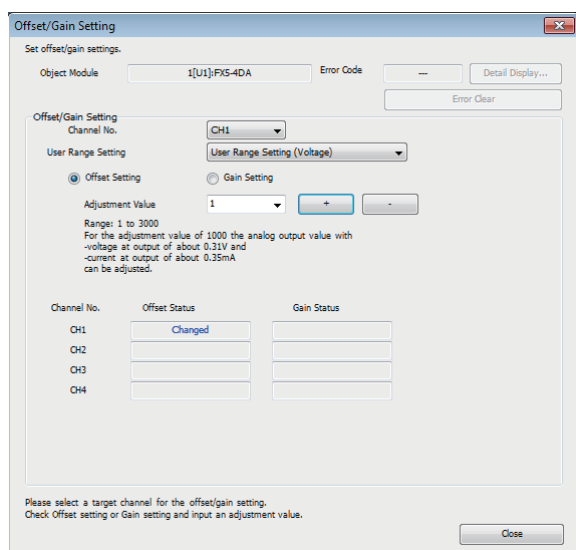 Offset/Gain Setting
Set offset/gain settings.
Object Module 1[U1]:FX5-4DA Error Code --- Detail Display...
Error Clear
Offset/Gain Setting
Channel No. CH1
User Range Setting User Range Setting (Voltage)
Offset Setting Gain Setting
Adjustment Value 1 + -
Range: 1 to 3000
For the adjustment value of 1000 the analog output value with
-voltage at output of about 0.31V and
-current at output of about 0.35mA
can be adjusted.
Channel No. Offset Status Gain Status
CH1 Changed
CH2
CH3
CH4
Please select a target channel for the offset/gain setting.
Check Offset setting or Gain setting and input an adjustment value.
Close